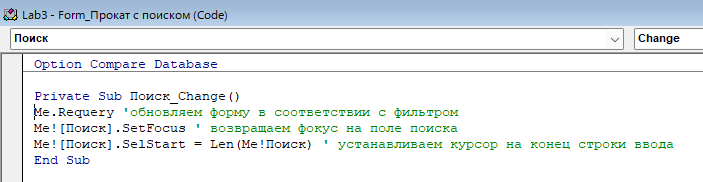 Lab3 - Form_Прокат с поиском (Code)
Поиск
Change
Option Compare Database
Private Sub Поиск_Change()
Me.Requery 'обновляем форму в соответствии с фильтром
Me![Поиск].SetFocus ' возвращаем фокус на поле поиска
Me![Поиск].SelStart = Len(Me!Поиск) ' устанавливаем курсор на конец строки ввода
End Sub